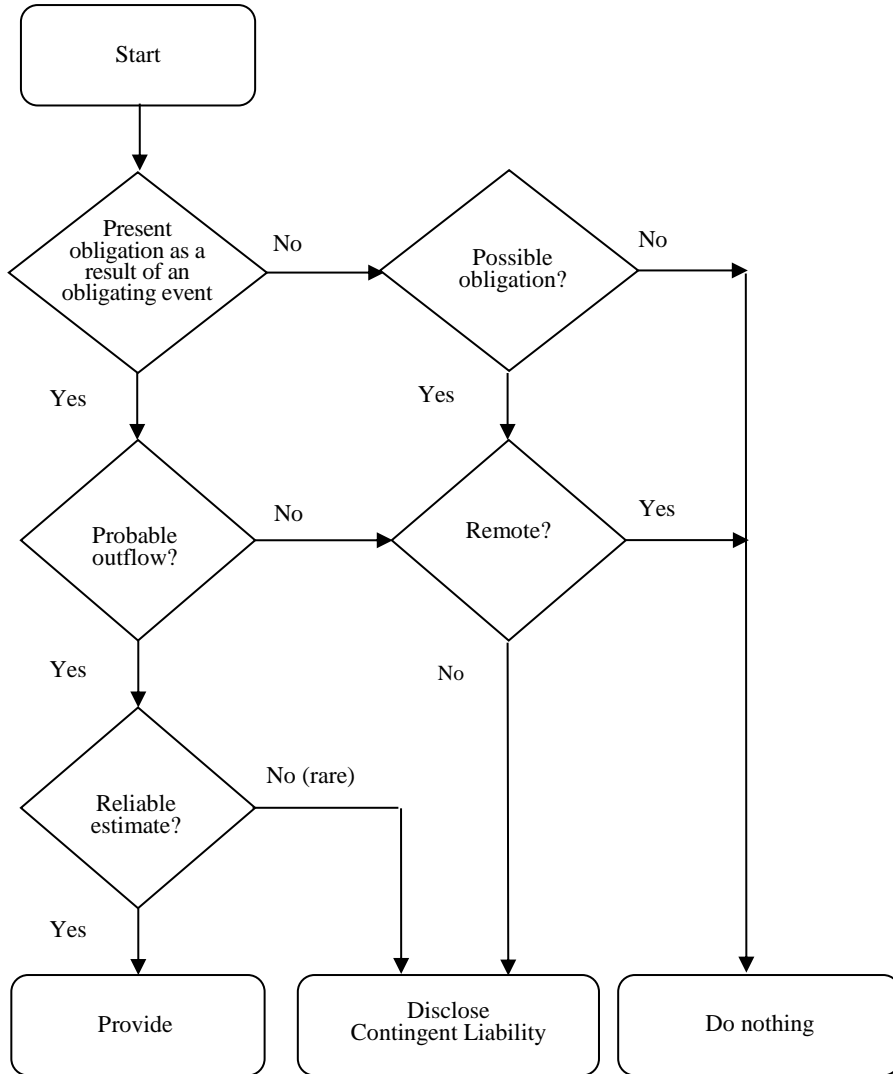 Start
Present
obligation as a
result of an
obligating event
No
Possible
obligation?
No
Yes
Yes
Probable
outflow?
No
Remote?
Yes
Yes
No
Reliable
estimate?
No (rare)
Yes
Provide
Disclose
Contingent Liability
Do nothing